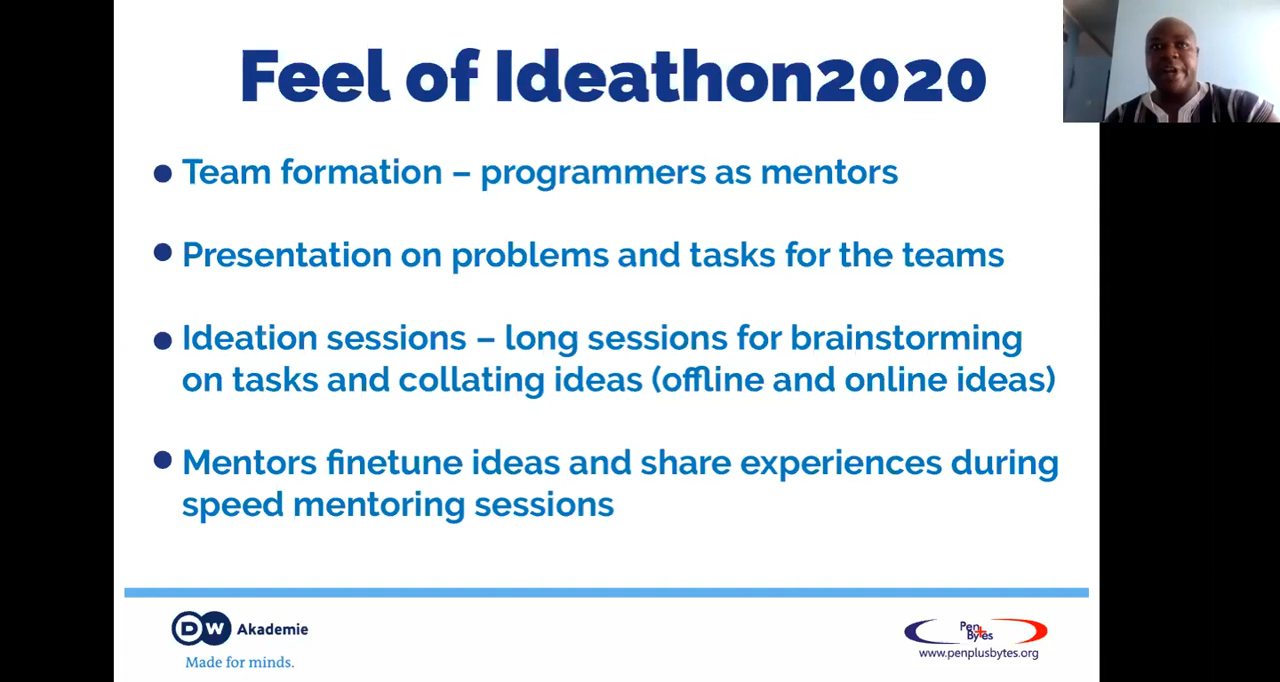 Feel of Ideathon2020
Team formation – programmers as mentors
Presentation on problems and tasks for the teams
Ideation sessions – long sessions for brainstorming
on tasks and collating ideas (offline and online ideas)
Mentors finetune ideas and share experiences during
speed mentoring sessions
DW Akademie
Made for minds.
Pen
Bytes
www.penplusbytes.org